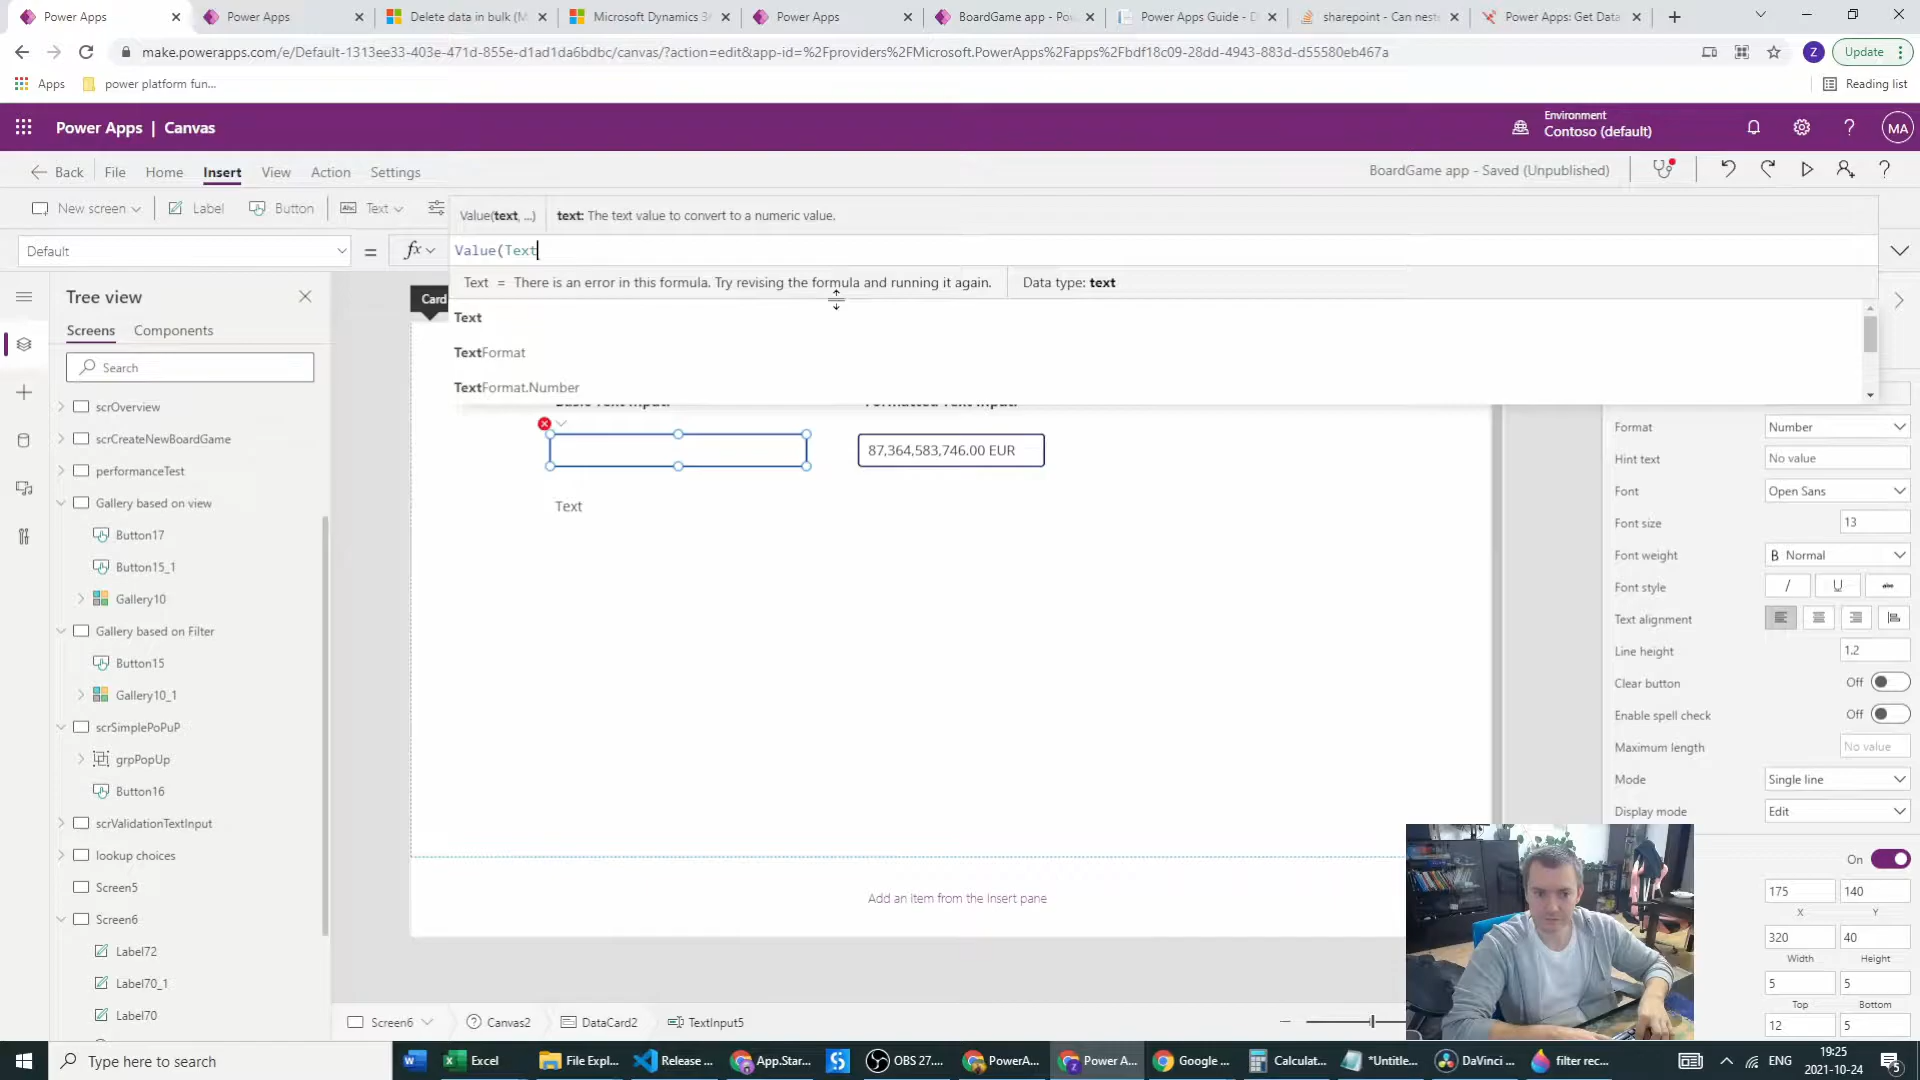 Power Apps
Power Apps
Delete data in bulk (M
Microsoft Dynamics 3
Power Apps
BoardGame app - Pow
Power Apps Guide - D
sharepoint - Can nest
Power Apps: Get Data
make.powerapps.com/e/Default-1313ee33-403e-471d-855e-d1ad1da6bdbc/canvas/?action=edit&app-id=%2Fproviders%2FMicrosoft.PowerApps%2Fapps%2Fbdf18c09-28dd-4943-883d-d55580eb467a
Z
Update
Apps
power platform fun...
Reading list
Power Apps | Canvas
Environment
Contoso (default)
MA
Back
File
Home
Insert
View
Action
Settings
BoardGame app - Saved (Unpublished)
New screen
Label
Button
Abc
Text
Value(text, ...)
text: The text value to convert to a numeric value.
Default
=
fx
Value(Text
Text = There is an error in this formula. Try revising the formula and running it again.
Data type: text
Tree view
Card
Text
TextFormat
TextFormat.Number
Screens
Components
Search
scrOverview
scrCreateNewBoardGame
performanceTest
Gallery based on view
Button17
Button15_1
Gallery10
Gallery based on Filter
Button15
Gallery10_1
scrSimplePoPuP
grpPopUp
Button16
scrValidationTextInput
lookup choices
Screen5
Screen6
Label72
Label70_1
Label70
Basic Text Input:
Formatted Text Input:
87,364,583,746.00 EUR
Text
Add an item from the Insert pane
Format
Number
Hint text
No value
Font
Open Sans
Font size
13
Font weight
B Normal
Font style
/
U
abc
Text alignment
Line height
1.2
Clear button
Off
Enable spell check
Off
Maximum length
No value
Mode
Single line
Display mode
Edit
On
175
140
X
Y
320
40
Width
Height
5
5
Top
Bottom
12
5
Screen6
Canvas2
DataCard2
TextInput5
Type here to search
Excel
File Expl...
Release ...
App.Star...
OBS 27....
PowerA...
Power A...
Google ...
Calculat...
*Untitle...
DaVinci ...
filter rec...
ENG
19:25
2021-10-24
5